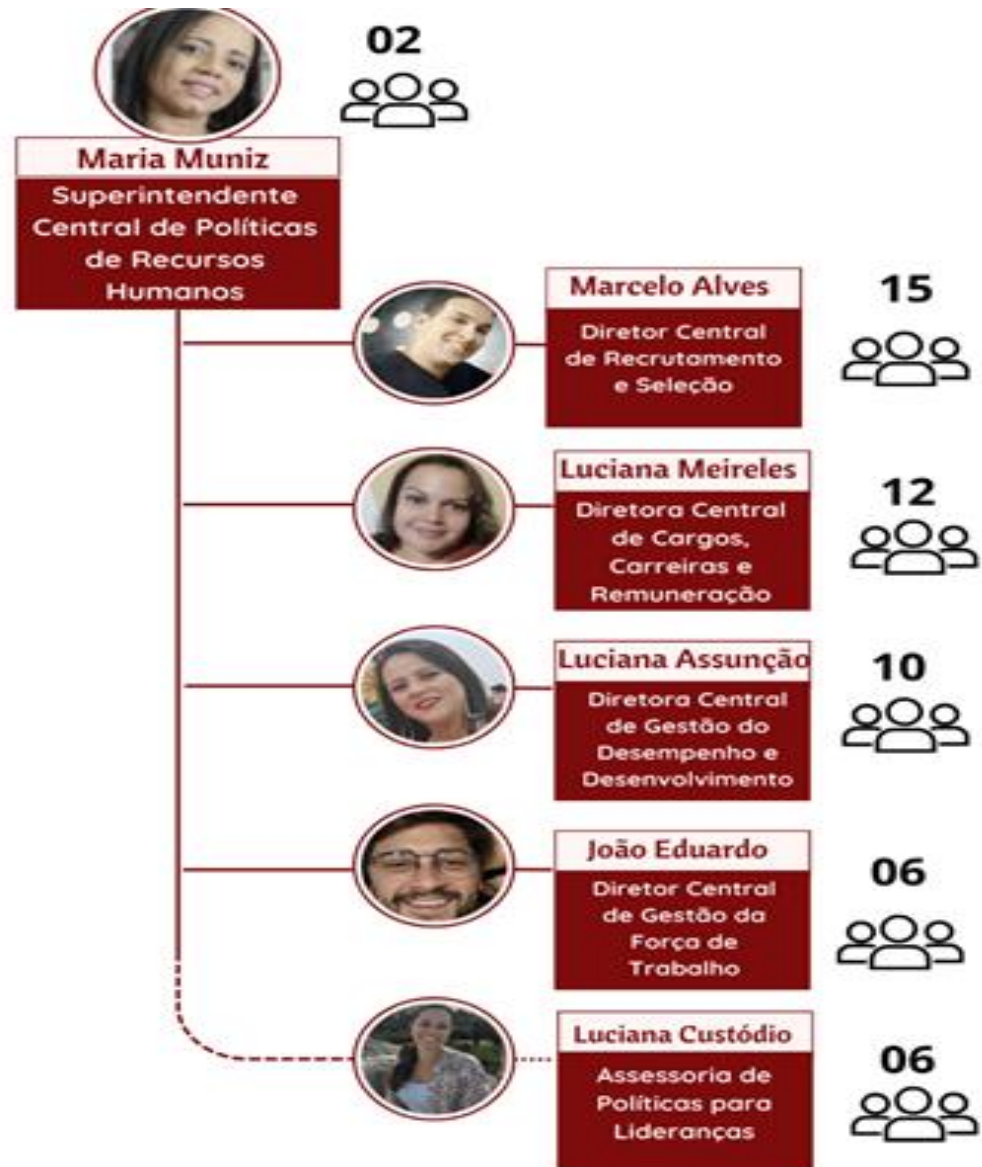 02
Maria Muniz
Superintendente
Central de Políticas
de Recursos
Humanos
Marcelo Alves
Diretor Central
de Recrutamento
e Seleção
15
Luciana Meireles
Diretora Central
de Cargos,
Carreiras e
Remuneração
12
Luciana Assunção
Diretora Central
de Gestão do
Desempenho e
Desenvolvimento
10
João Eduardo
Diretor Central
de Gestão da
Força de
Trabalho
06
Luciana Custódio
Assessoria de
Políticas para
Lideranças
06